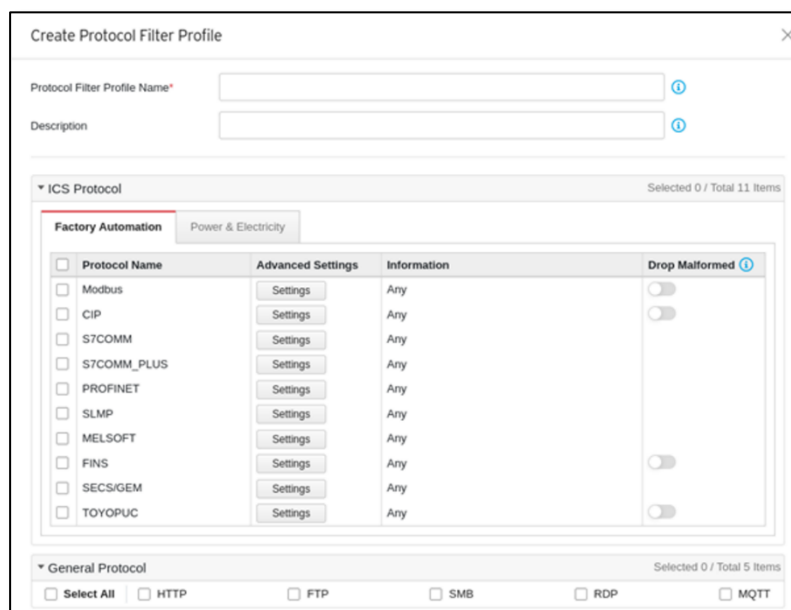 Create Protocol Filter Profile
Protocol Filter Profile Name*
Description
ICS Protocol Selected 0 / Total 11 Items
Factory Automation Power & Electricity
Protocol Name Advanced Settings Information Drop Malformed
Modbus Settings Any
CIP Settings Any
S7COMM Settings Any
S7COMM_PLUS Settings Any
PROFINET Settings Any
SLMP Settings Any
MELSOFT Settings Any
FINS Settings Any
SECS/GEM Settings Any
TOYOPUC Settings Any
General Protocol Selected 0 / Total 5 Items
Select All HTTP FTP SMB RDP MQTT